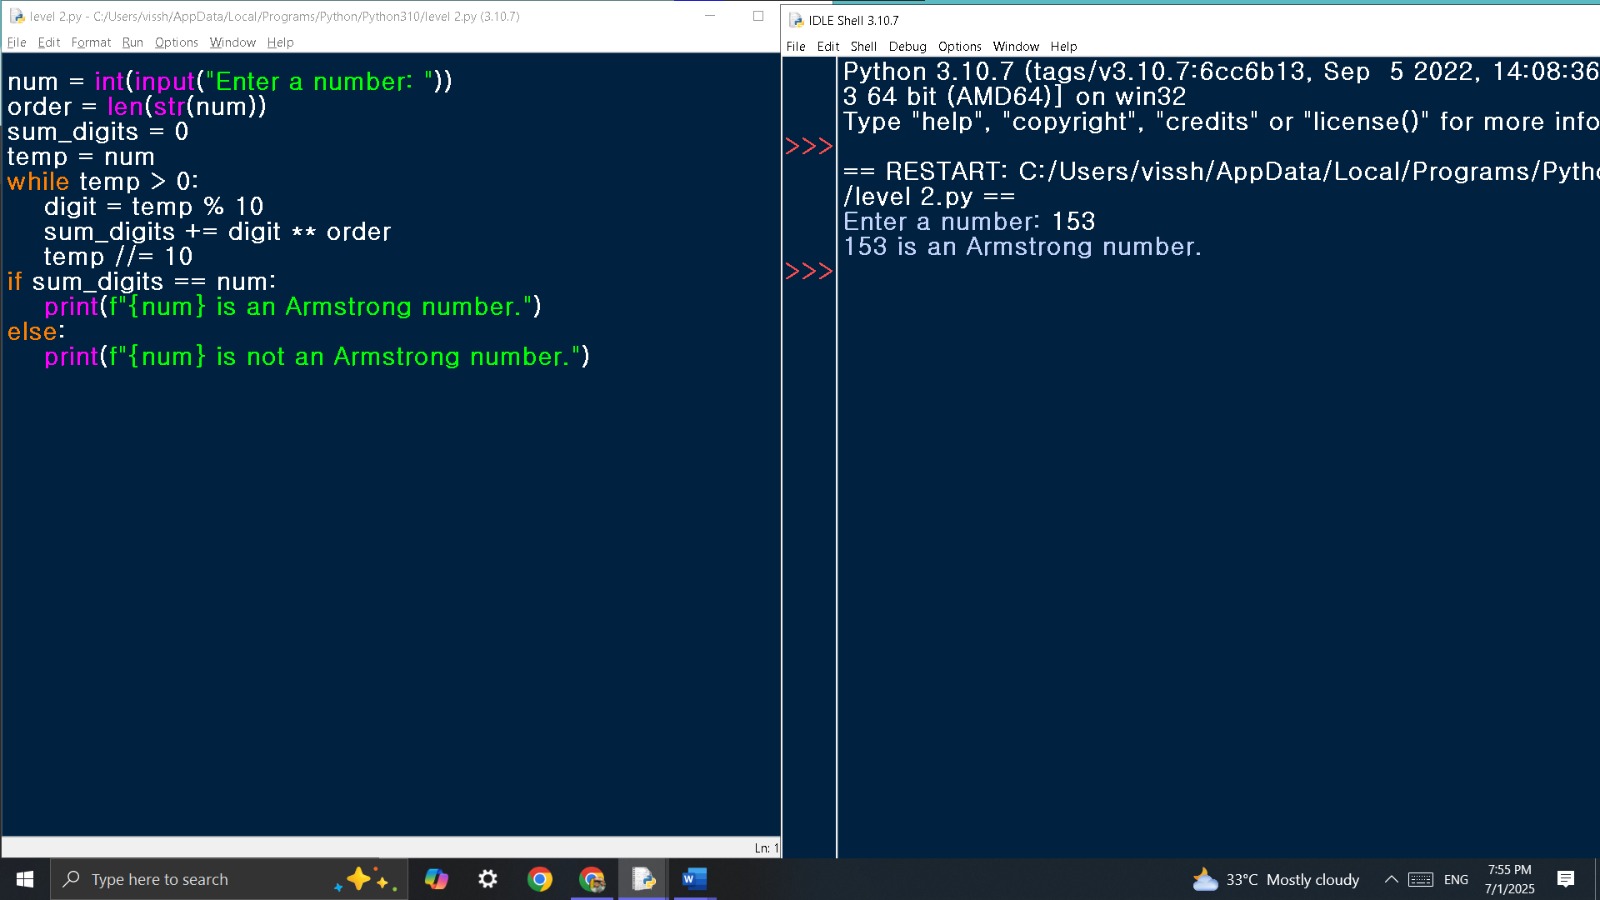 level 2.py - C:/Users/vissh/AppData/Local/Programs/Python/Python310/level 2.py (3.10.7)
File Edit Format Run Options Window Help
num = int(input("Enter a number: "))
order = len(str(num))
sum_digits = 0
temp = num
while temp > 0:
    digit = temp % 10
    sum_digits += digit ** order
    temp //= 10
if sum_digits == num:
    print(f"{num} is an Armstrong number.")
else:
    print(f"{num} is not an Armstrong number.")
Ln: 1
IDLE Shell 3.10.7
File Edit Shell Debug Options Window Help
Python 3.10.7 (tags/v3.10.7:6cc6b13, Sep  5 2022, 14:08:36
3 64 bit (AMD64)] on win32
Type "help", "copyright", "credits" or "license()" for more info
>>>
== RESTART: C:/Users/vissh/AppData/Local/Programs/Pytho
/level 2.py ==
Enter a number: 153
153 is an Armstrong number.
>>>
Type here to search
33°C Mostly cloudy
ENG
7:55 PM
7/1/2025